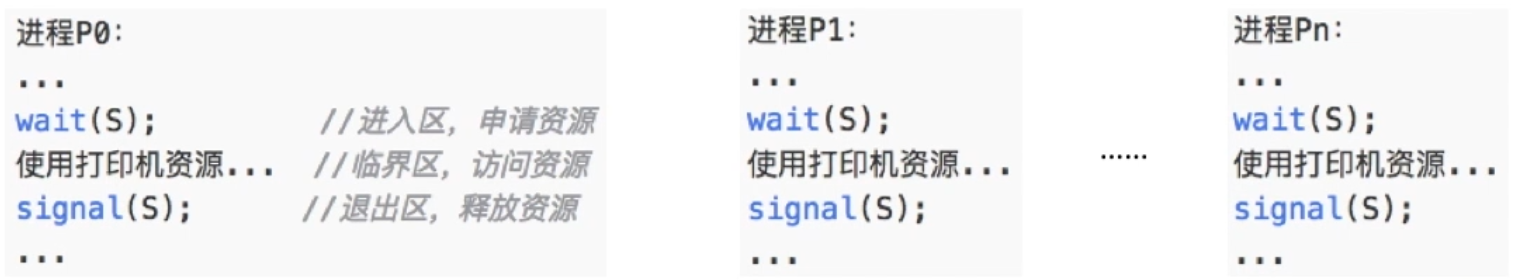 进程P0：
...
wait(S);  //进入区，申请资源
使用打印机资源...  //临界区，访问资源
signal(S);  //退出区，释放资源
...
进程P1：
...
wait(S);
使用打印机资源...
signal(S);
...
······
进程Pn：
...
wait(S);
使用打印机资源...
signal(S);
...